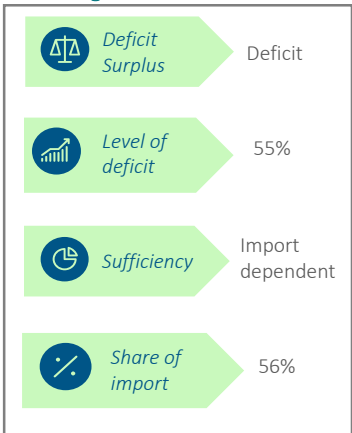 Deficit
Surplus
Deficit
Level of
deficit
55%
Sufficiency
Import
dependent
Share of
import
56%